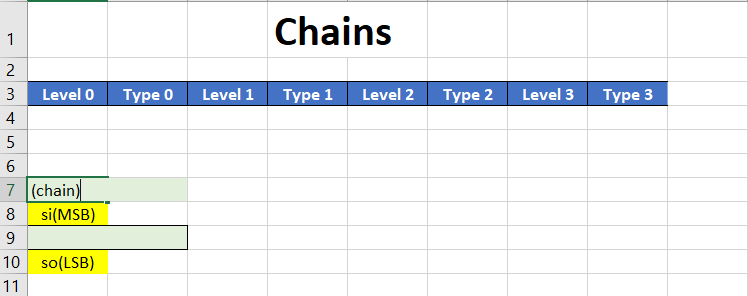 1 Chains
2
3 Level 0 Type 0 Level 1 Type 1 Level 2 Type 2 Level 3 Type 3
4
5
6
7 (chain)
8 si(MSB)
9
10 so(LSB)
11